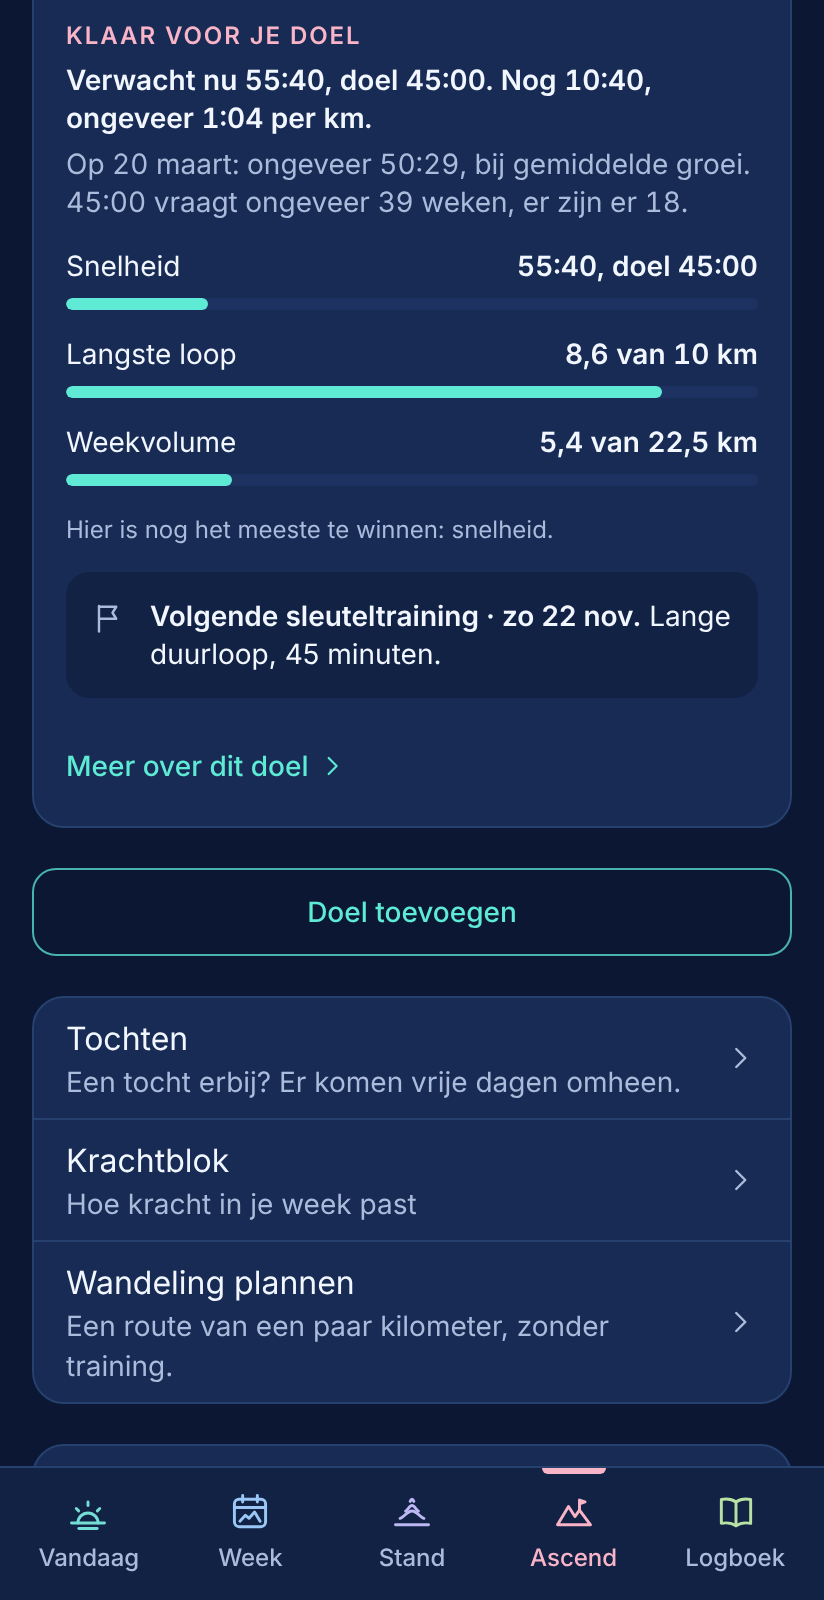 KLAAR VOOR JE DOEL
Verwacht nu 55:40, doel 45:00. Nog 10:40,
ongeveer 1:04 per km.
Op 20 maart: ongeveer 50:29, bij gemiddelde groei.
45:00 vraagt ongeveer 39 weken, er zijn er 18.
Snelheid 55:40, doel 45:00
Langste loop 8,6 van 10 km
Weekvolume 5,4 van 22,5 km
Hier is nog het meeste te winnen: snelheid.
Volgende sleuteltraining · zo 22 nov. Lange
duurloop, 45 minuten.
Meer over dit doel
Doel toevoegen
Tochten
Een tocht erbij? Er komen vrije dagen omheen.
Krachtblok
Hoe kracht in je week past
Wandeling plannen
Een route van een paar kilometer, zonder
training.
Vandaag Week Stand Ascend Logboek